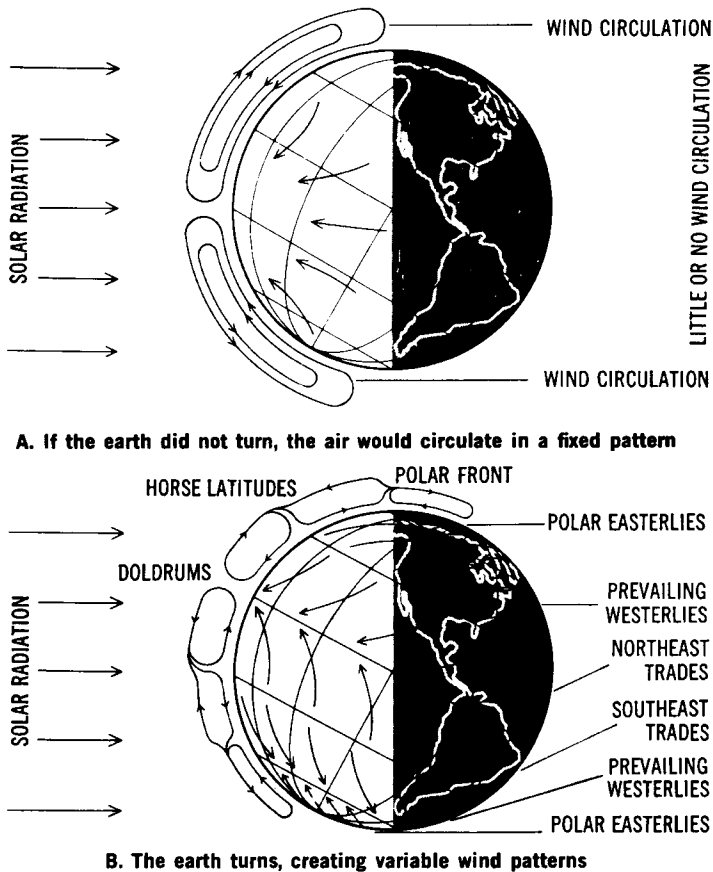 WIND CIRCULATION
SOLAR RADIATION
LITTLE OR NO WIND CIRCULATION
WIND CIRCULATION
A. If the earth did not turn, the air would circulate in a fixed pattern
HORSE LATITUDES
POLAR FRONT
POLAR EASTERLIES
DOLDRUMS
PREVAILING
WESTERLIES
SOLAR RADIATION
NORTHEAST
TRADES
SOUTHEAST
TRADES
PREVAILING
WESTERLIES
POLAR EASTERLIES
B. The earth turns, creating variable wind patterns